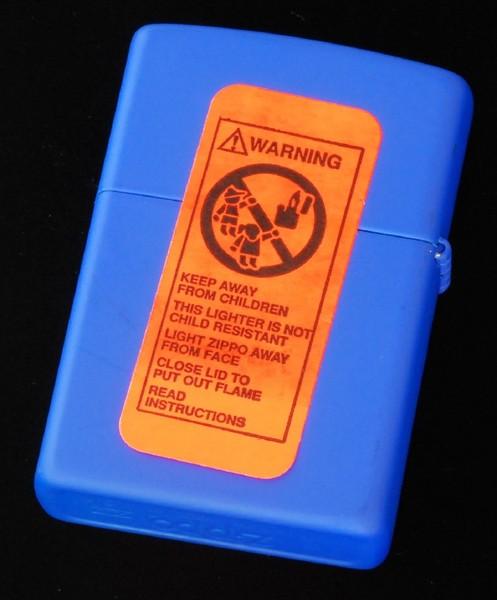 WARNING
KEEP AWAY
FROM CHILDREN
THIS LIGHTER IS NOT
CHILD RESISTANT
LIGHT ZIPPO AWAY
FROM FACE
CLOSE LID TO
PUT OUT FLAME
READ
INSTRUCTIONS